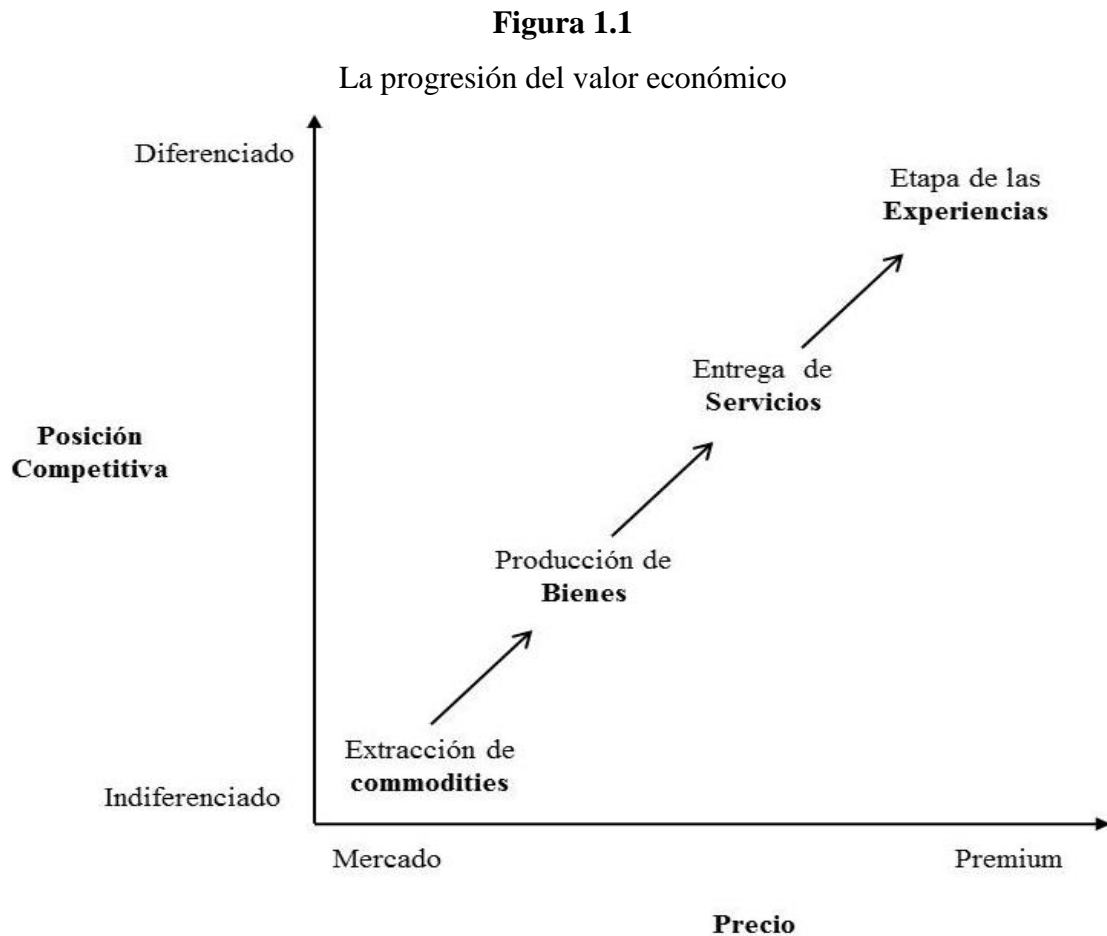 Figura 1.1
La progresión del valor económico
Diferenciado
Etapa de las
Experiencias
Entrega de
Servicios
Posición
Competitiva
Producción de
Bienes
Extracción de
commodities
Indiferenciado
Mercado
Premium
Precio